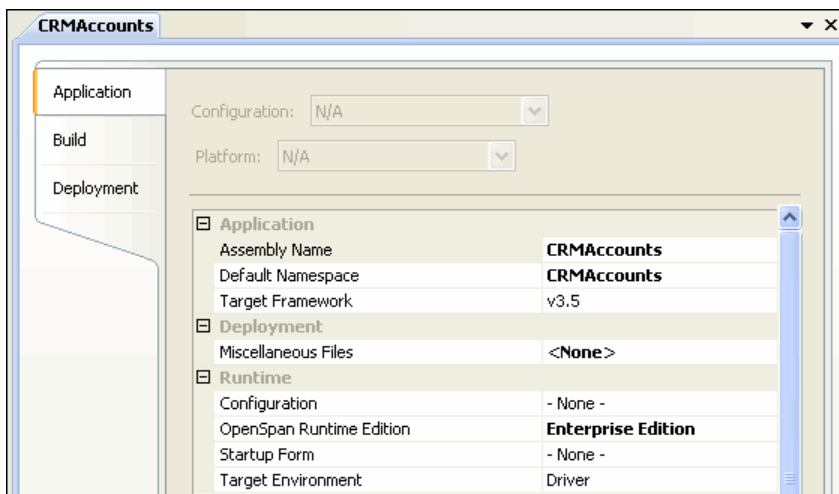 CRMAccounts
Application
Build
Deployment
Configuration: N/A
Platform: N/A
Application
Assembly Name CRMAccounts
Default Namespace CRMAccounts
Target Framework v3.5
Deployment
Miscellaneous Files <None>
Runtime
Configuration - None -
OpenSpan Runtime Edition Enterprise Edition
Startup Form - None -
Target Environment Driver